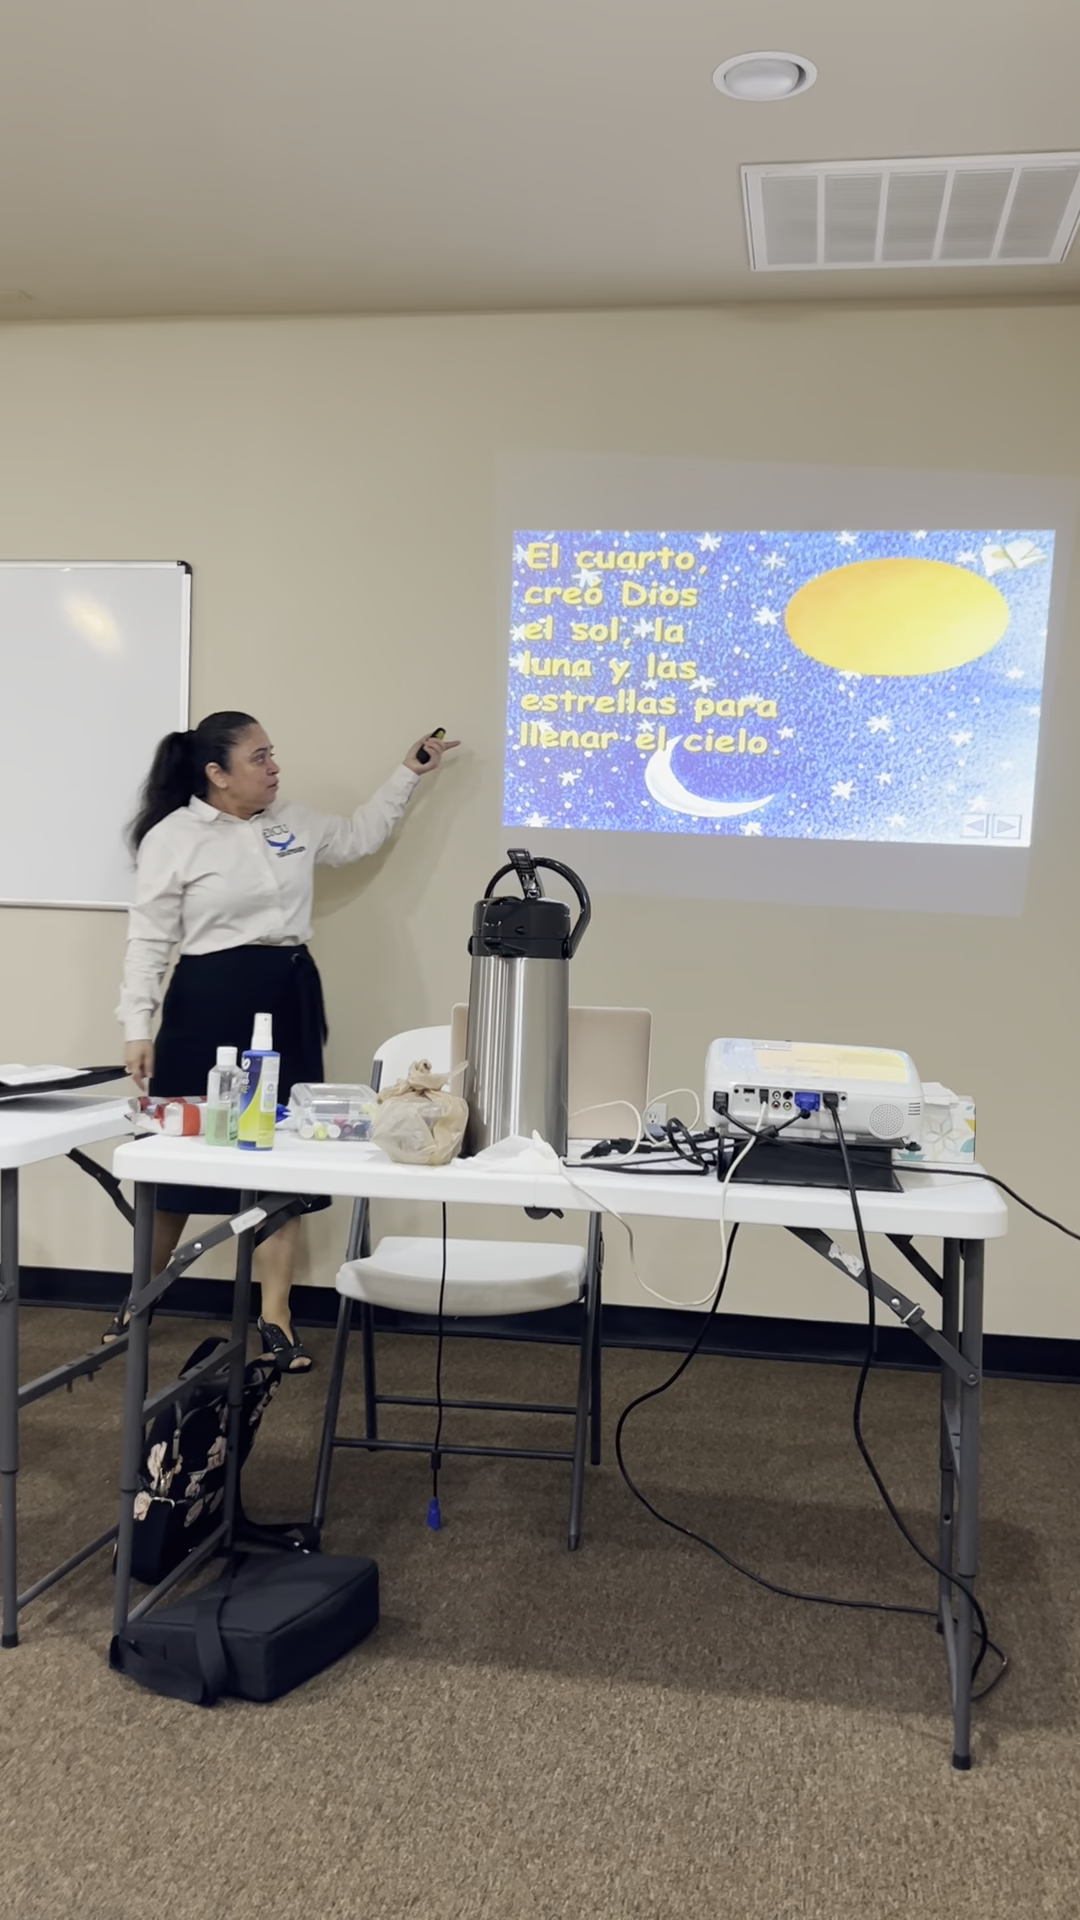 El cuarto,
creó Dios
el sol, la
luna y las
estrellas para
llenar el cielo.